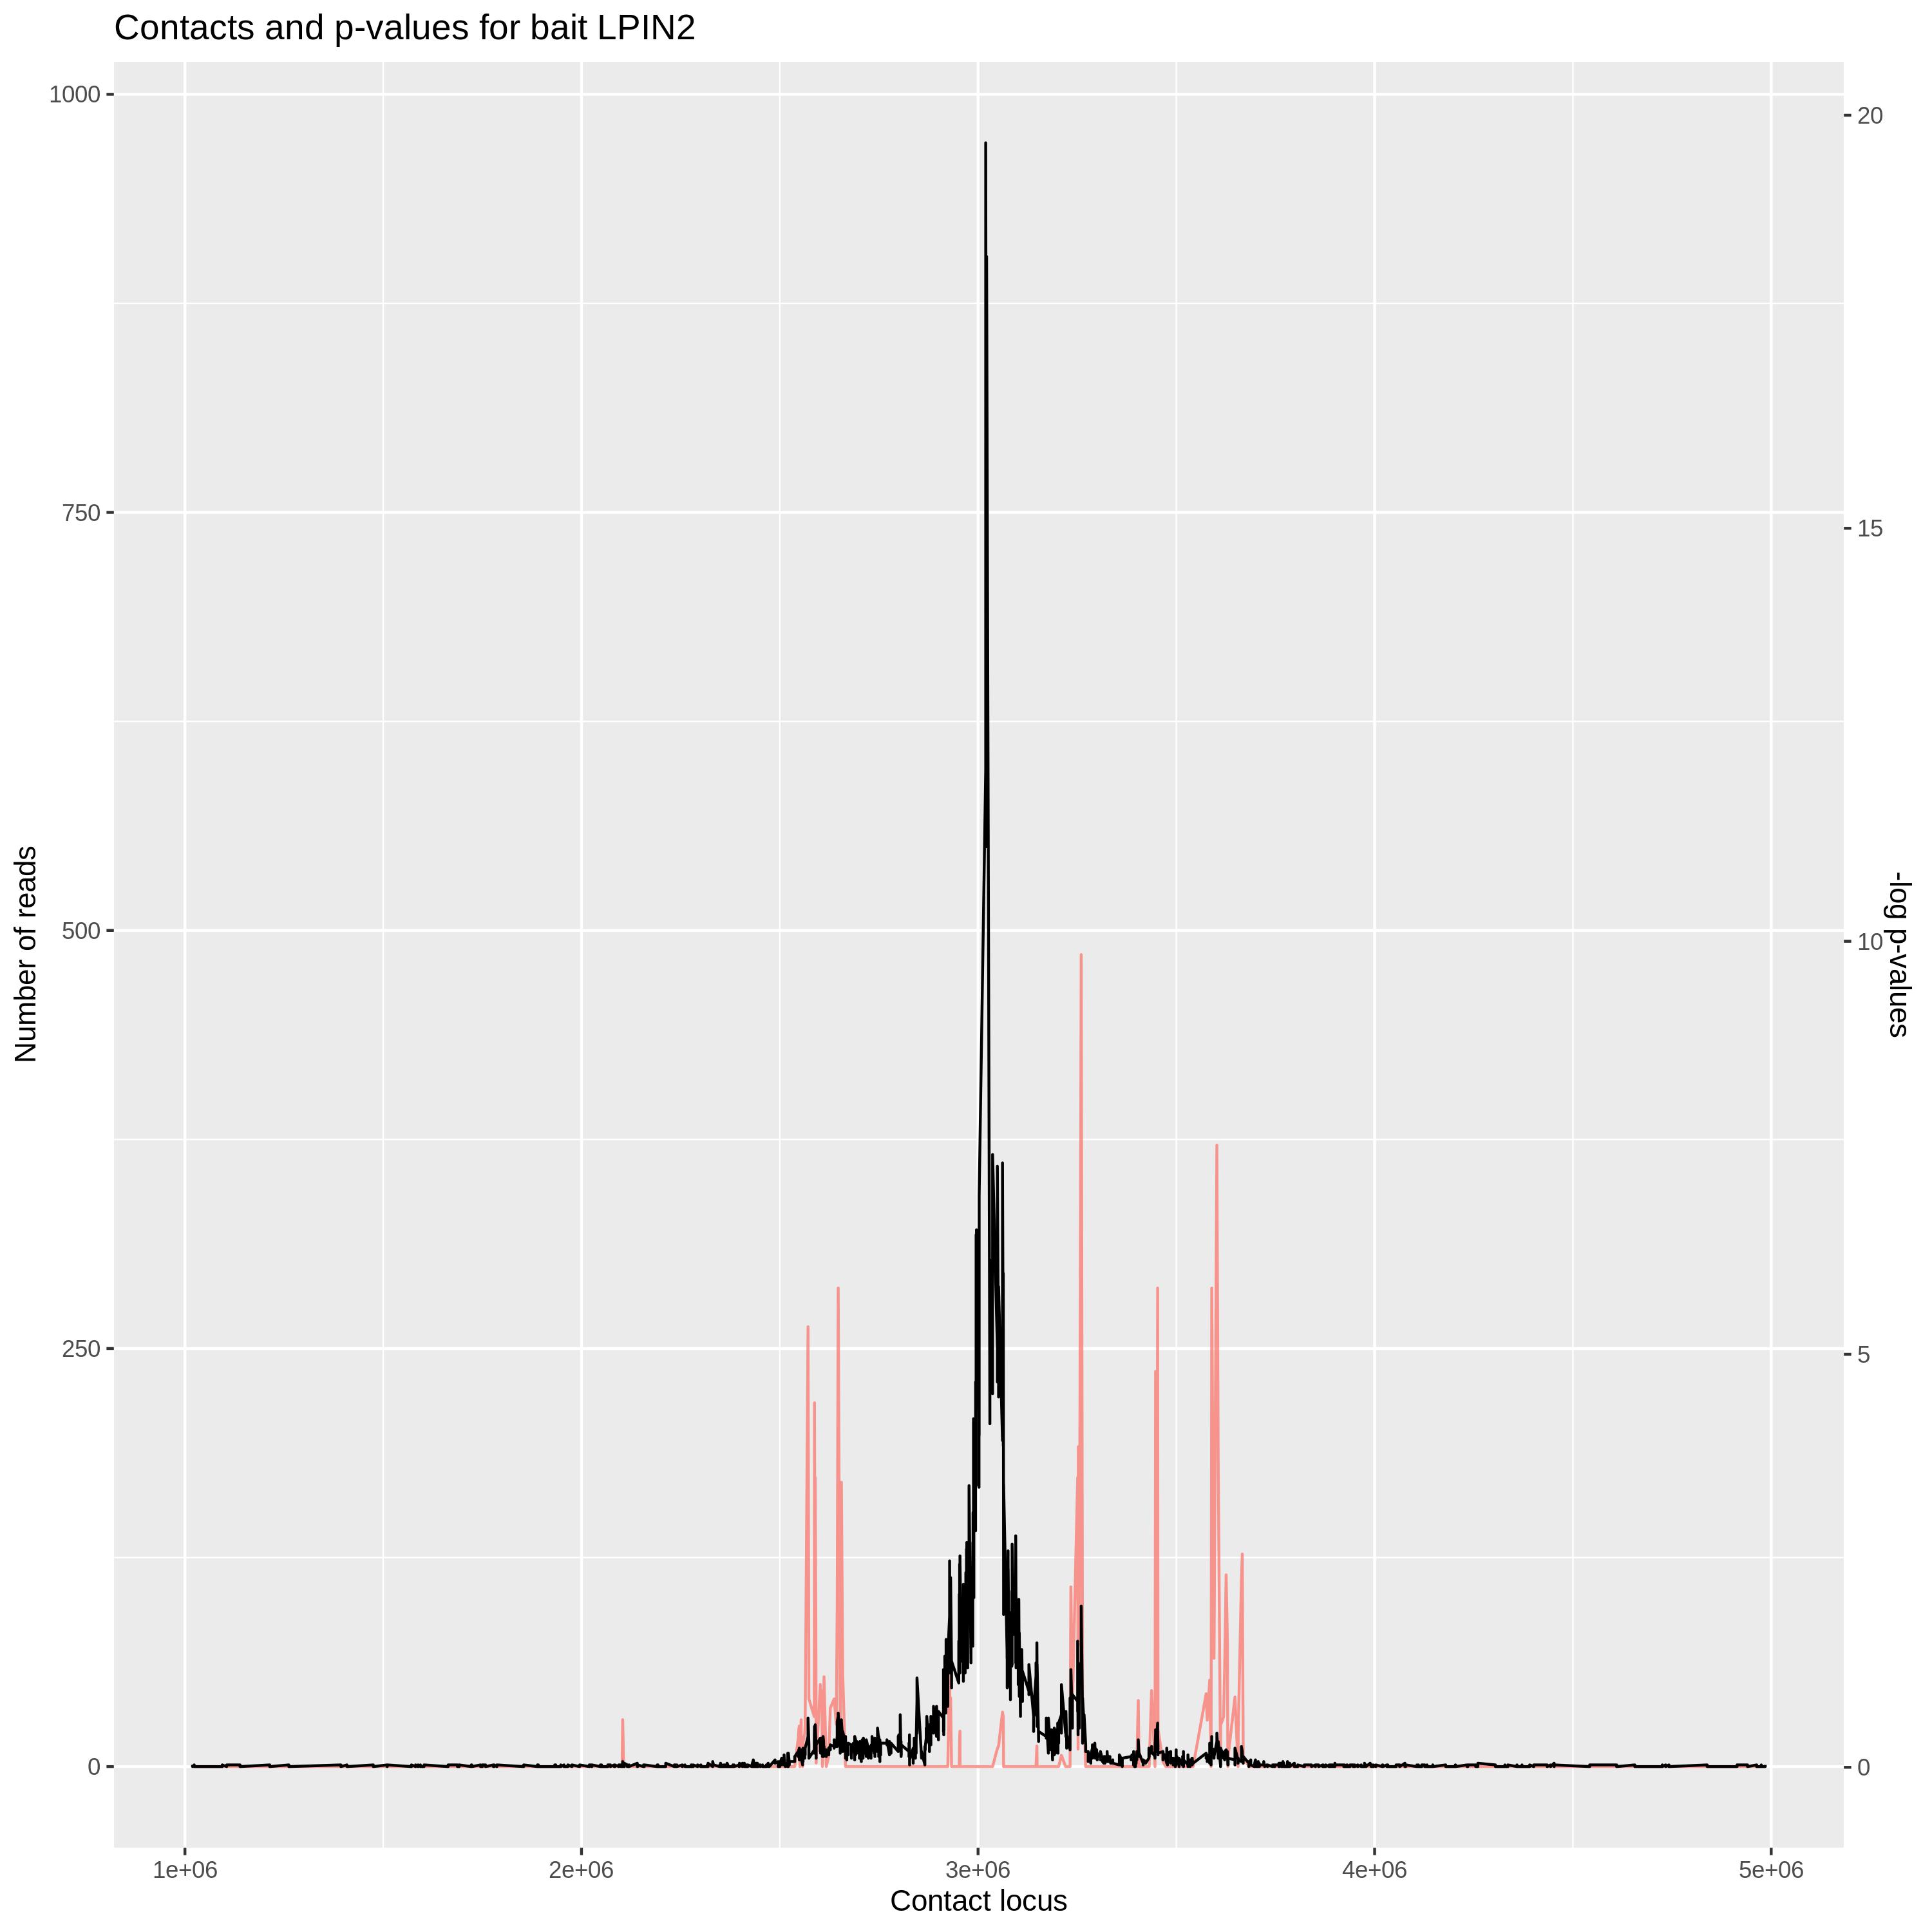 Contacts and p-values for bait LPIN2
1000
750
500
250
0
Number of reads
20
15
10
5
0
-log p-values
1e+06
2e+06
3e+06
4e+06
5e+06
Contact locus